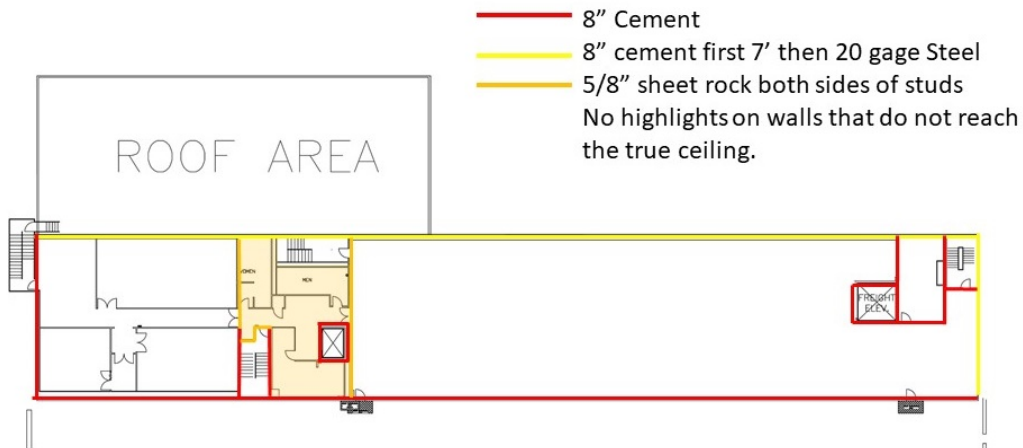 8” Cement
8” cement first 7’ then 20 gage Steel
5/8” sheet rock both sides of studs
No highlights on walls that do not reach
the true ceiling.
ROOF AREA
WOMEN
MEN
FREIGHT
ELEV.